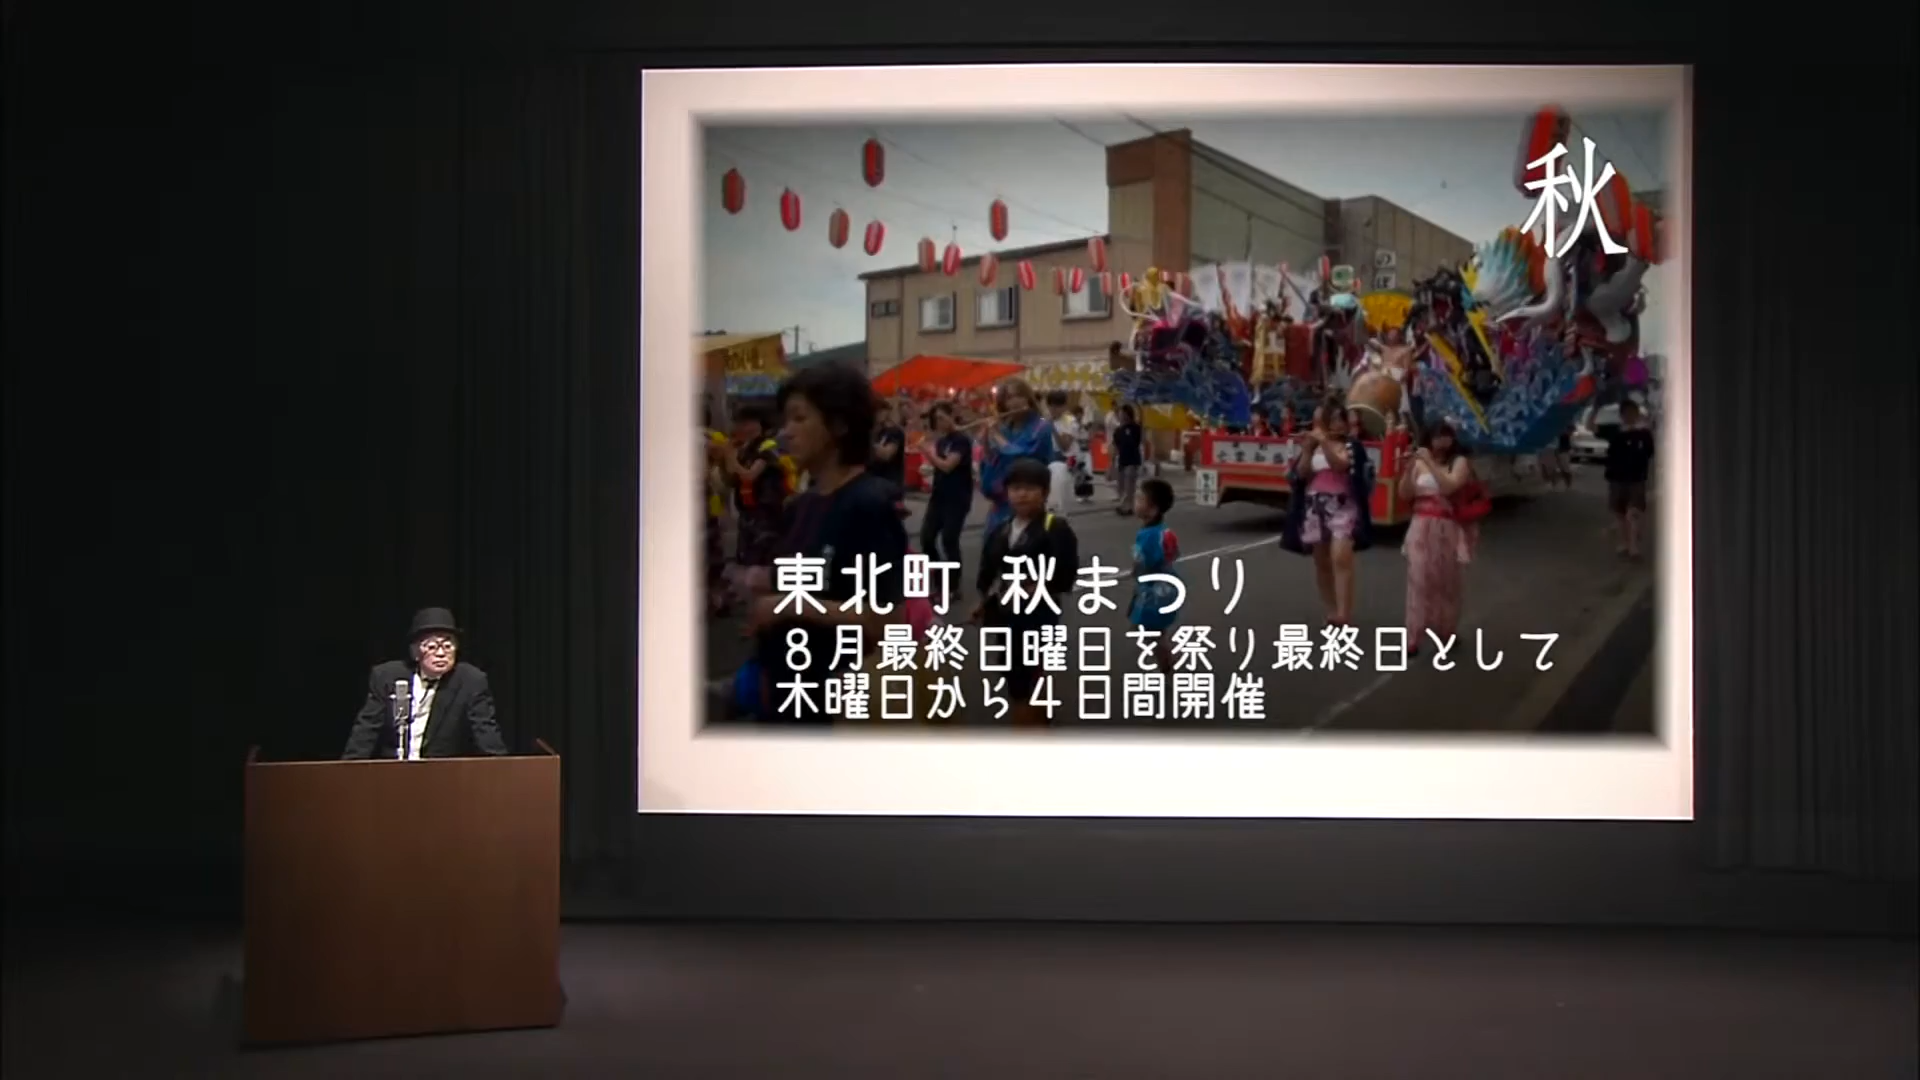 秋
東北町 秋まつり
８月最終日曜日を祭り最終日として
木曜日から４日間開催